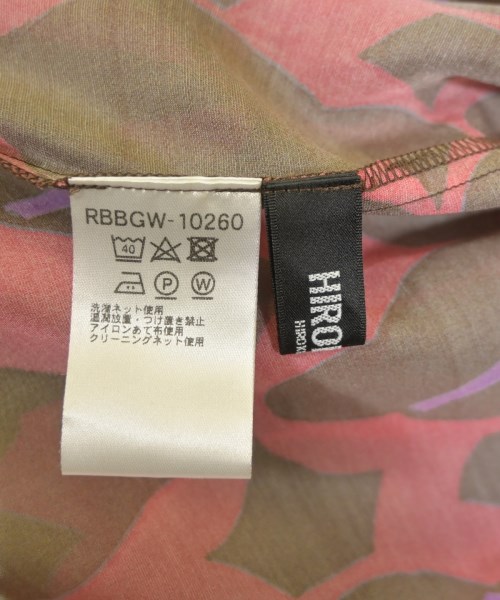 RBBGW-10260
40
P W
洗濯ネット使用
温潤放置・つけ置き禁止
アイロンあて布使用
クリーニングネット使用